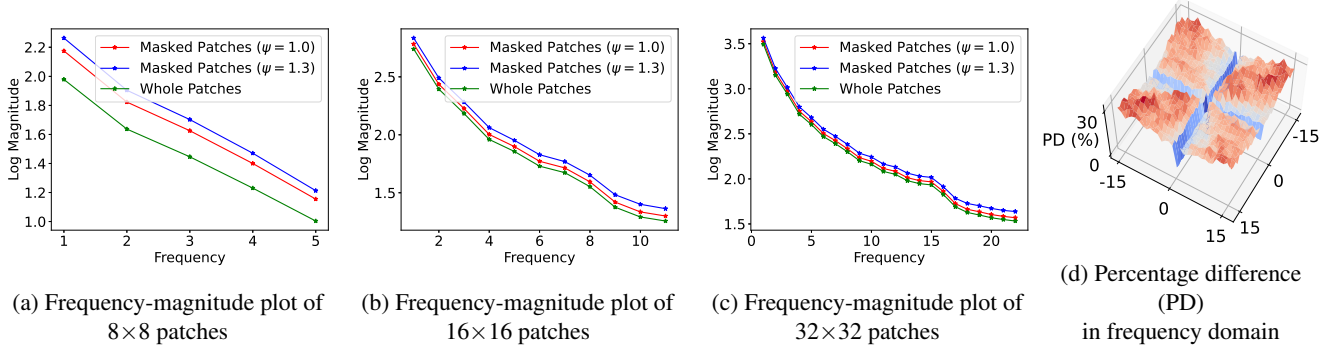 2.2
2.0
1.8
1.6
1.4
1.2
1.0
Log Magnitude
1 2 3 4 5
Frequency
Masked Patches (ψ = 1.0)
Masked Patches (ψ = 1.3)
Whole Patches
(a) Frequency-magnitude plot of
8×8 patches
2.5
2.0
1.5
Log Magnitude
2 4 6 8 10
Frequency
Masked Patches (ψ = 1.0)
Masked Patches (ψ = 1.3)
Whole Patches
(b) Frequency-magnitude plot of
16×16 patches
3.5
3.0
2.5
2.0
1.5
Log Magnitude
0 5 10 15 20
Frequency
Masked Patches (ψ = 1.0)
Masked Patches (ψ = 1.3)
Whole Patches
(c) Frequency-magnitude plot of
32×32 patches
30
PD (%)
0
-15
0
15
15
0
-15
(d) Percentage difference
(PD)
in frequency domain